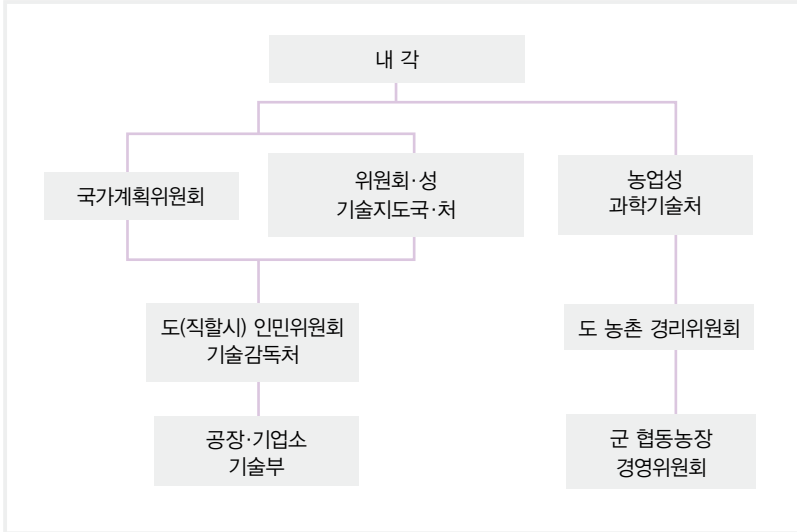 내 각
국가계획위원회
위원회·성
기술지도국·처
농업성
과학기술처
도(직할시) 인민위원회
기술감독처
도 농촌 경리위원회
공장·기업소
기술부
군 협동농장
경영위원회